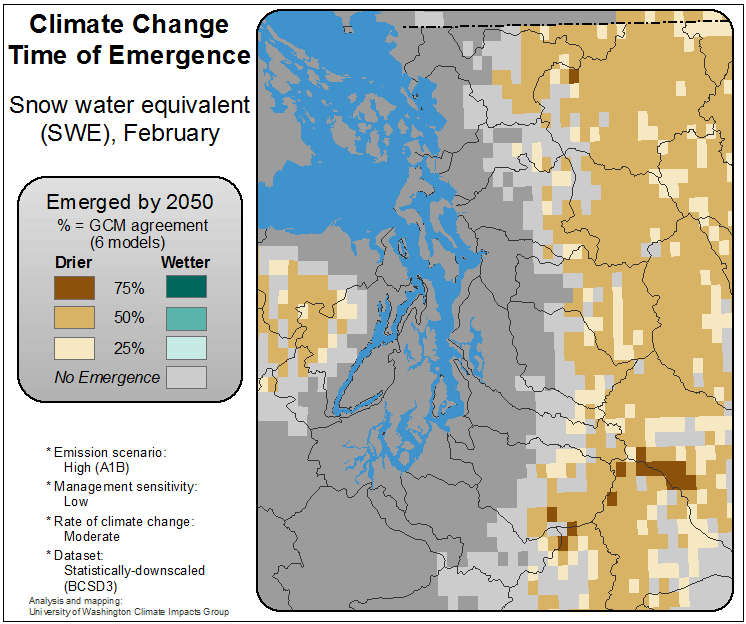 Climate Change
Time of Emergence
Snow water equivalent
(SWE), February
Emerged by 2050
% = GCM agreement
(6 models)
Drier Wetter
75%
50%
25%
No Emergence
* Emission scenario:
High (A1B)
* Management sensitivity:
Low
* Rate of climate change:
Moderate
* Dataset:
Statistically-downscaled
(BCSD3)
Analysis and mapping:
University of Washington Climate Impacts Group